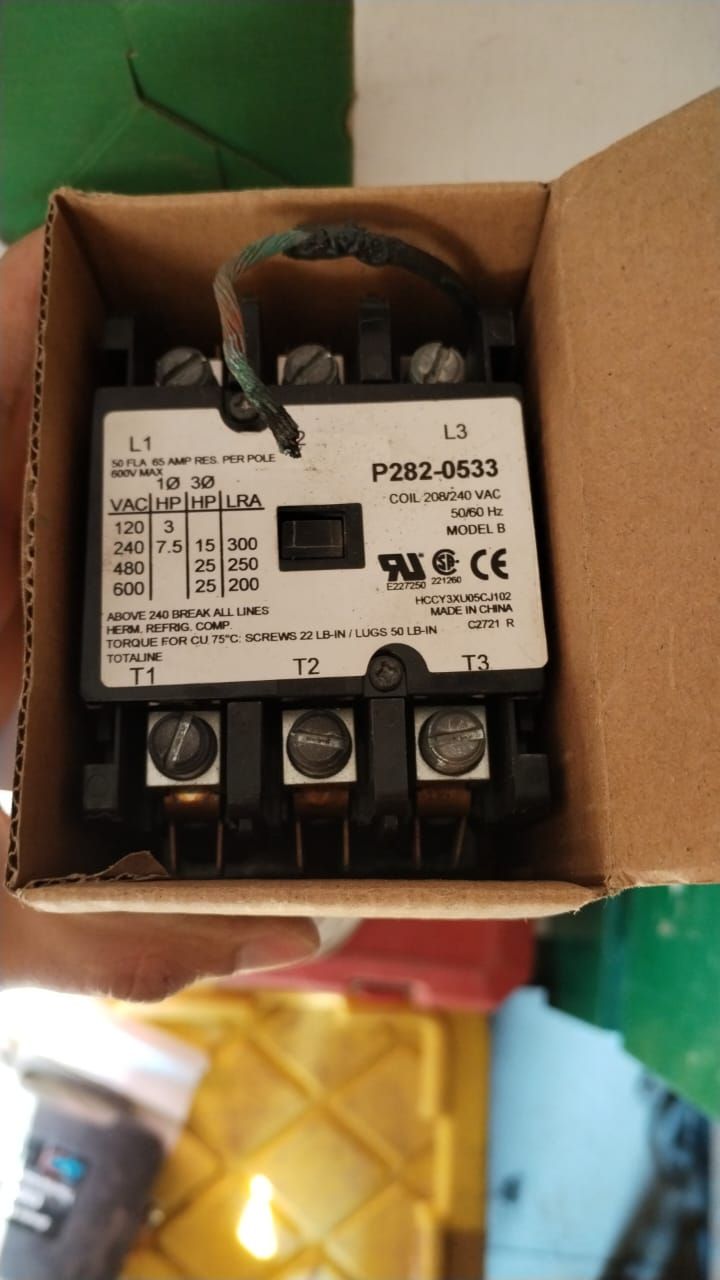 L1
L3
50 FLA 65 AMP RES. PER POLE
600V MAX
P282-0533
1Ø 3Ø
COIL 208/240 VAC
VAC HP HP LRA
50/60 Hz
120 3
MODEL B
240 7.5 15 300
480 25 250
600 25 200
E227250 221260
HCCY3XU05CJ102
MADE IN CHINA
C2721 R
ABOVE 240 BREAK ALL LINES
HERM. REFRIG. COMP.
TORQUE FOR CU 75°C: SCREWS 22 LB-IN / LUGS 50 LB-IN
TOTALINE
T1 T2 T3